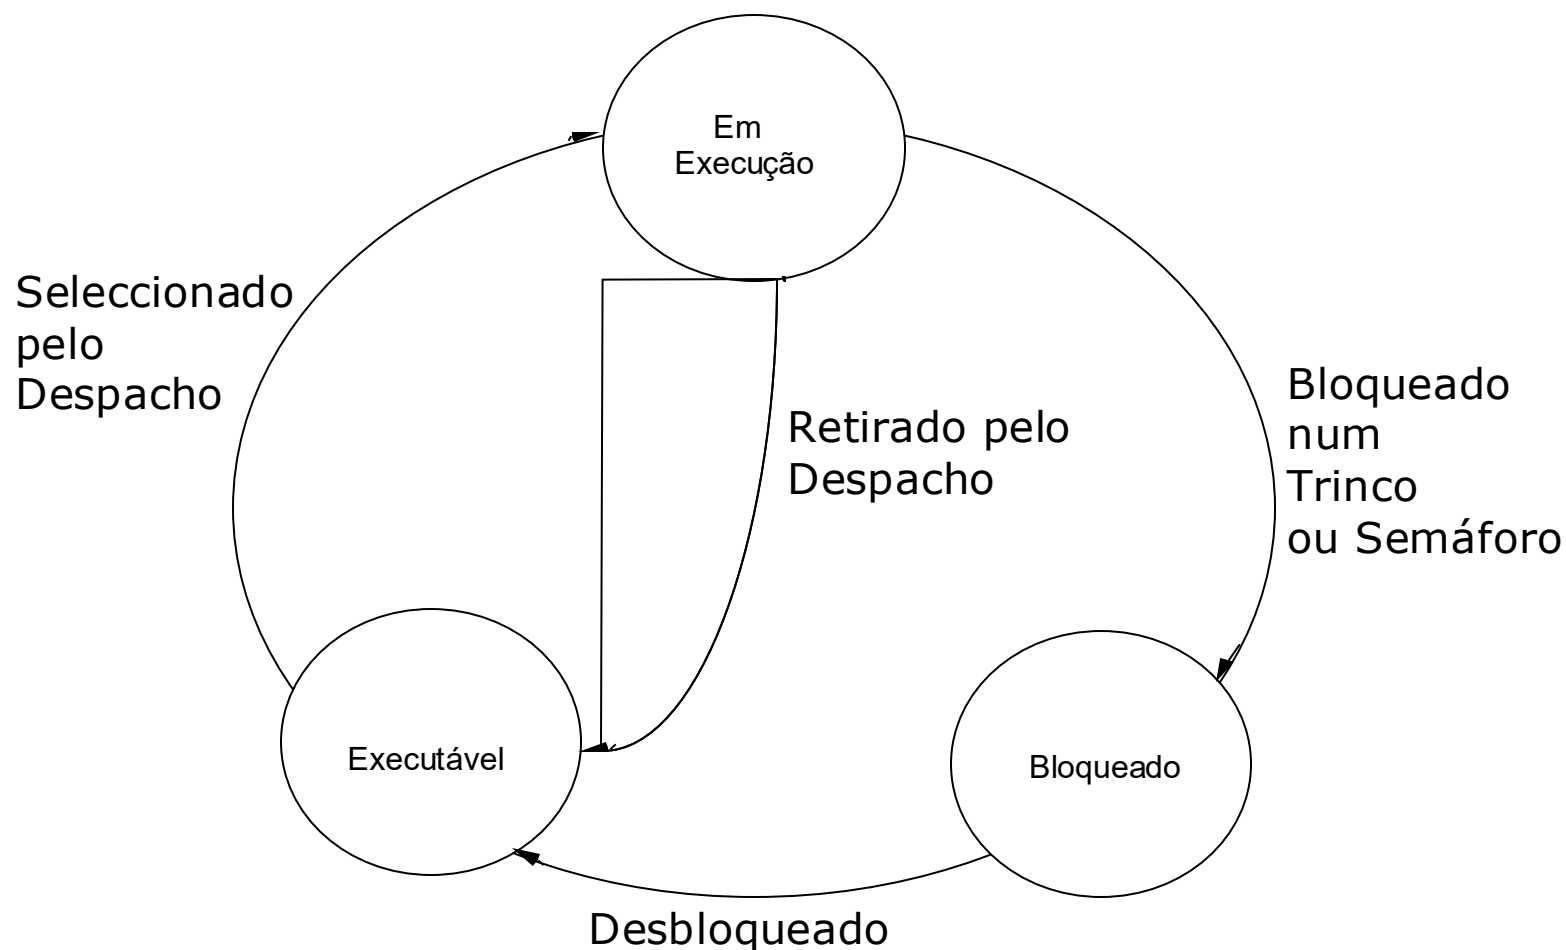 Em
Execução
Seleccionado
pelo
Despacho
Retirado pelo
Despacho
Bloqueado
num
Trinco
ou Semáforo
Executável
Bloqueado
Desbloqueado